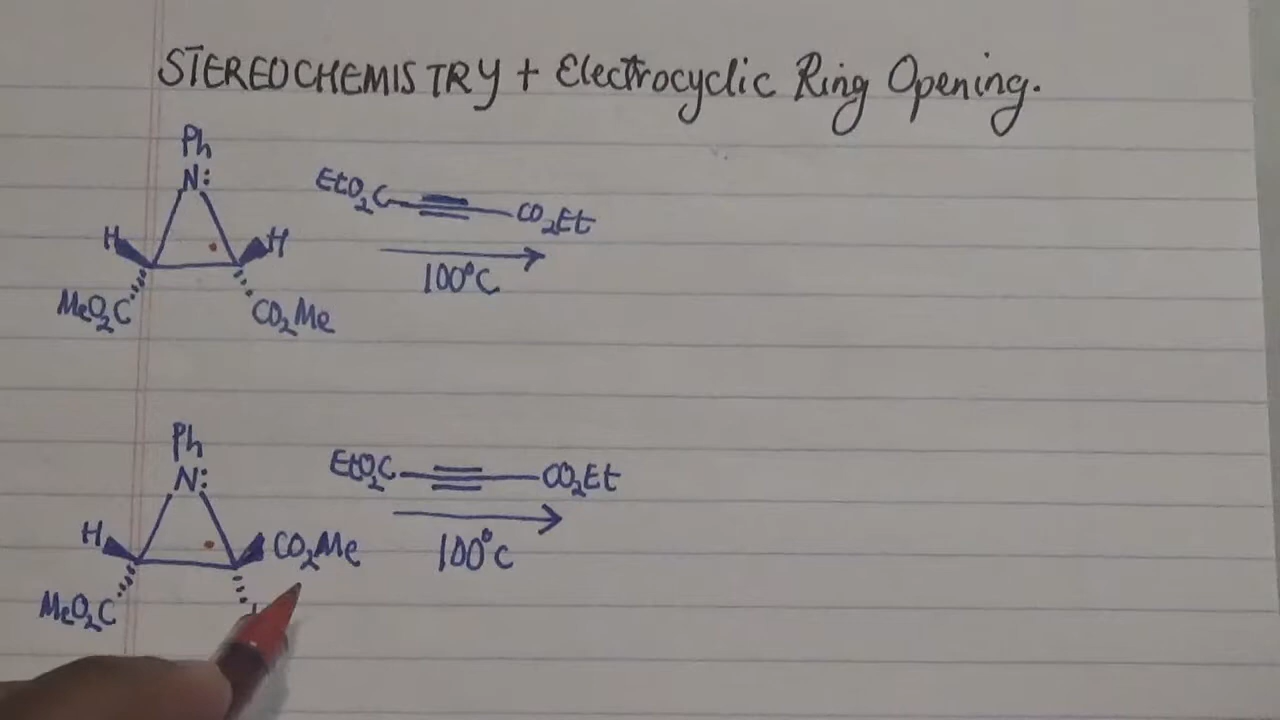 STEREOCHEMISTRY + Electrocyclic Ring Opening.
Ph
N:
EtO₂C CO₂Et
H H
100°C
MeO₂C CO₂Me
Ph
N:
EtO₂C CO₂Et
H CO₂Me
100°C
MeO₂C